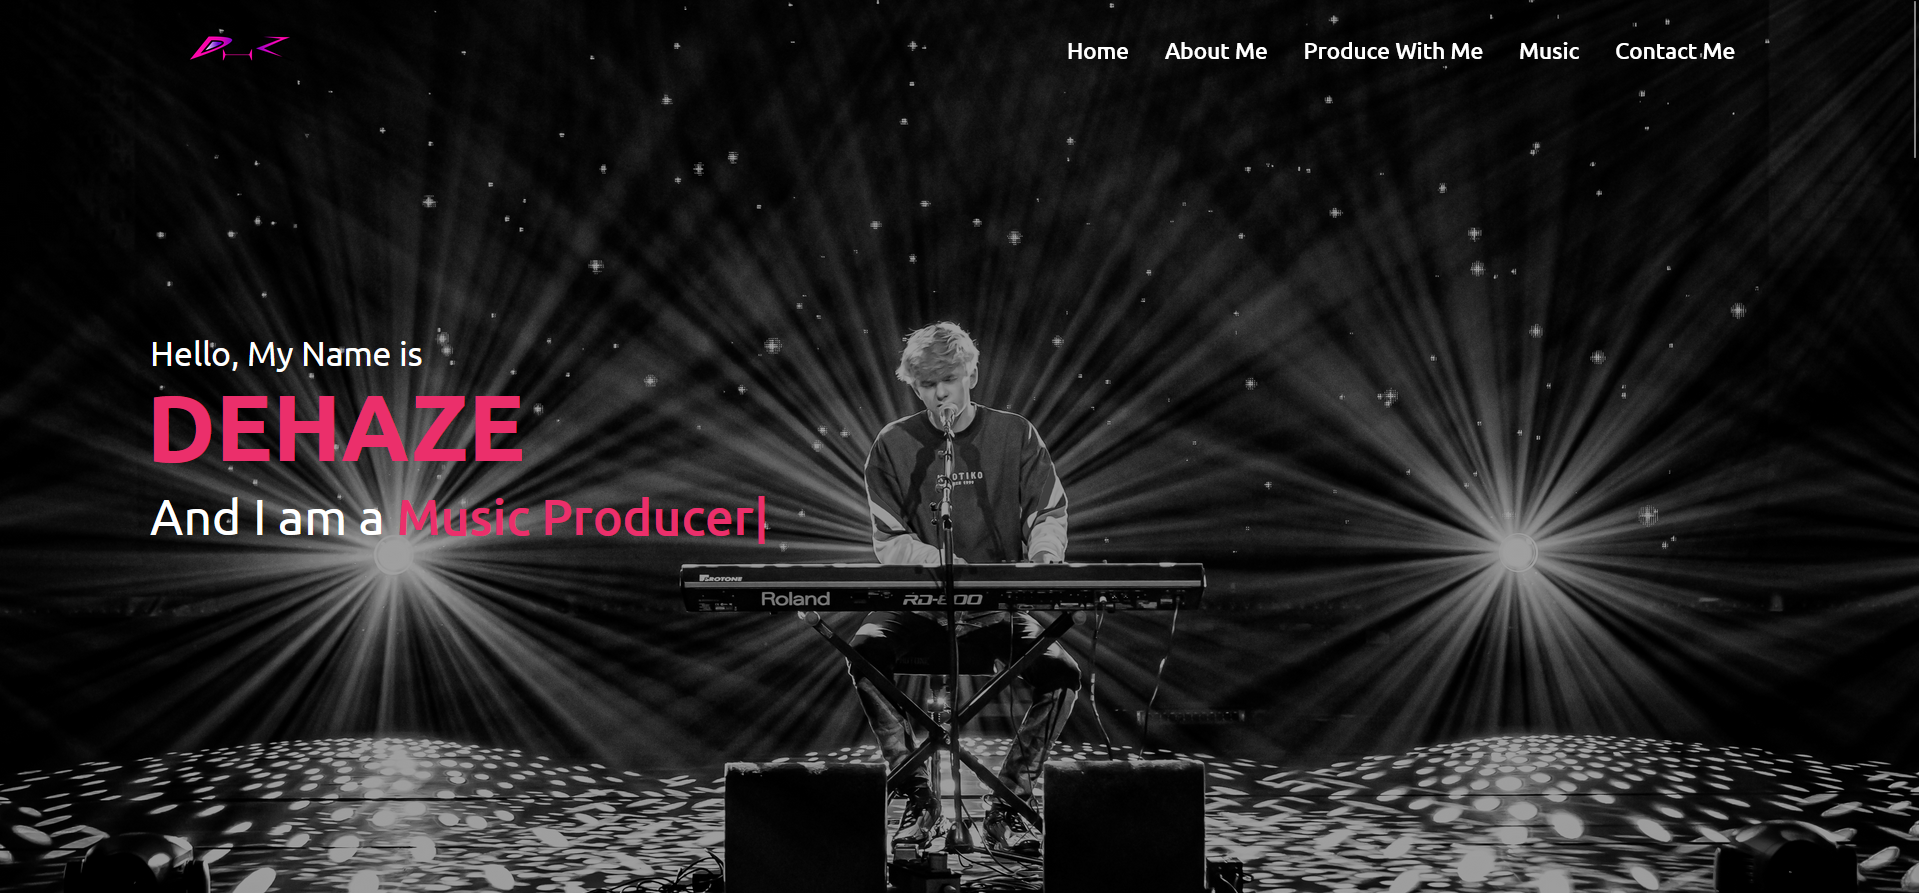 Home About Me Produce With Me Music Contact Me
Hello, My Name is
DEHAZE
And I am a Music Producer|
Roland RD-800